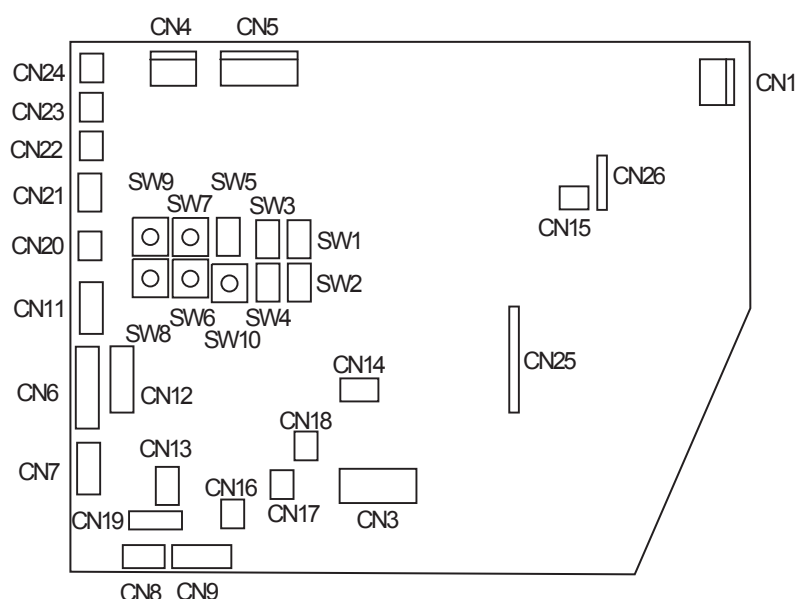 CN4 CN5
CN24
CN1
CN23
CN22
CN21
SW9 SW5
CN26
SW7 SW3
CN15
CN20
SW1
SW2
CN11
SW8 SW6 SW4
SW10
CN14
CN25
CN6
CN12
CN18
CN13
CN7
CN16
CN19
CN17 CN3
CN8 CN9